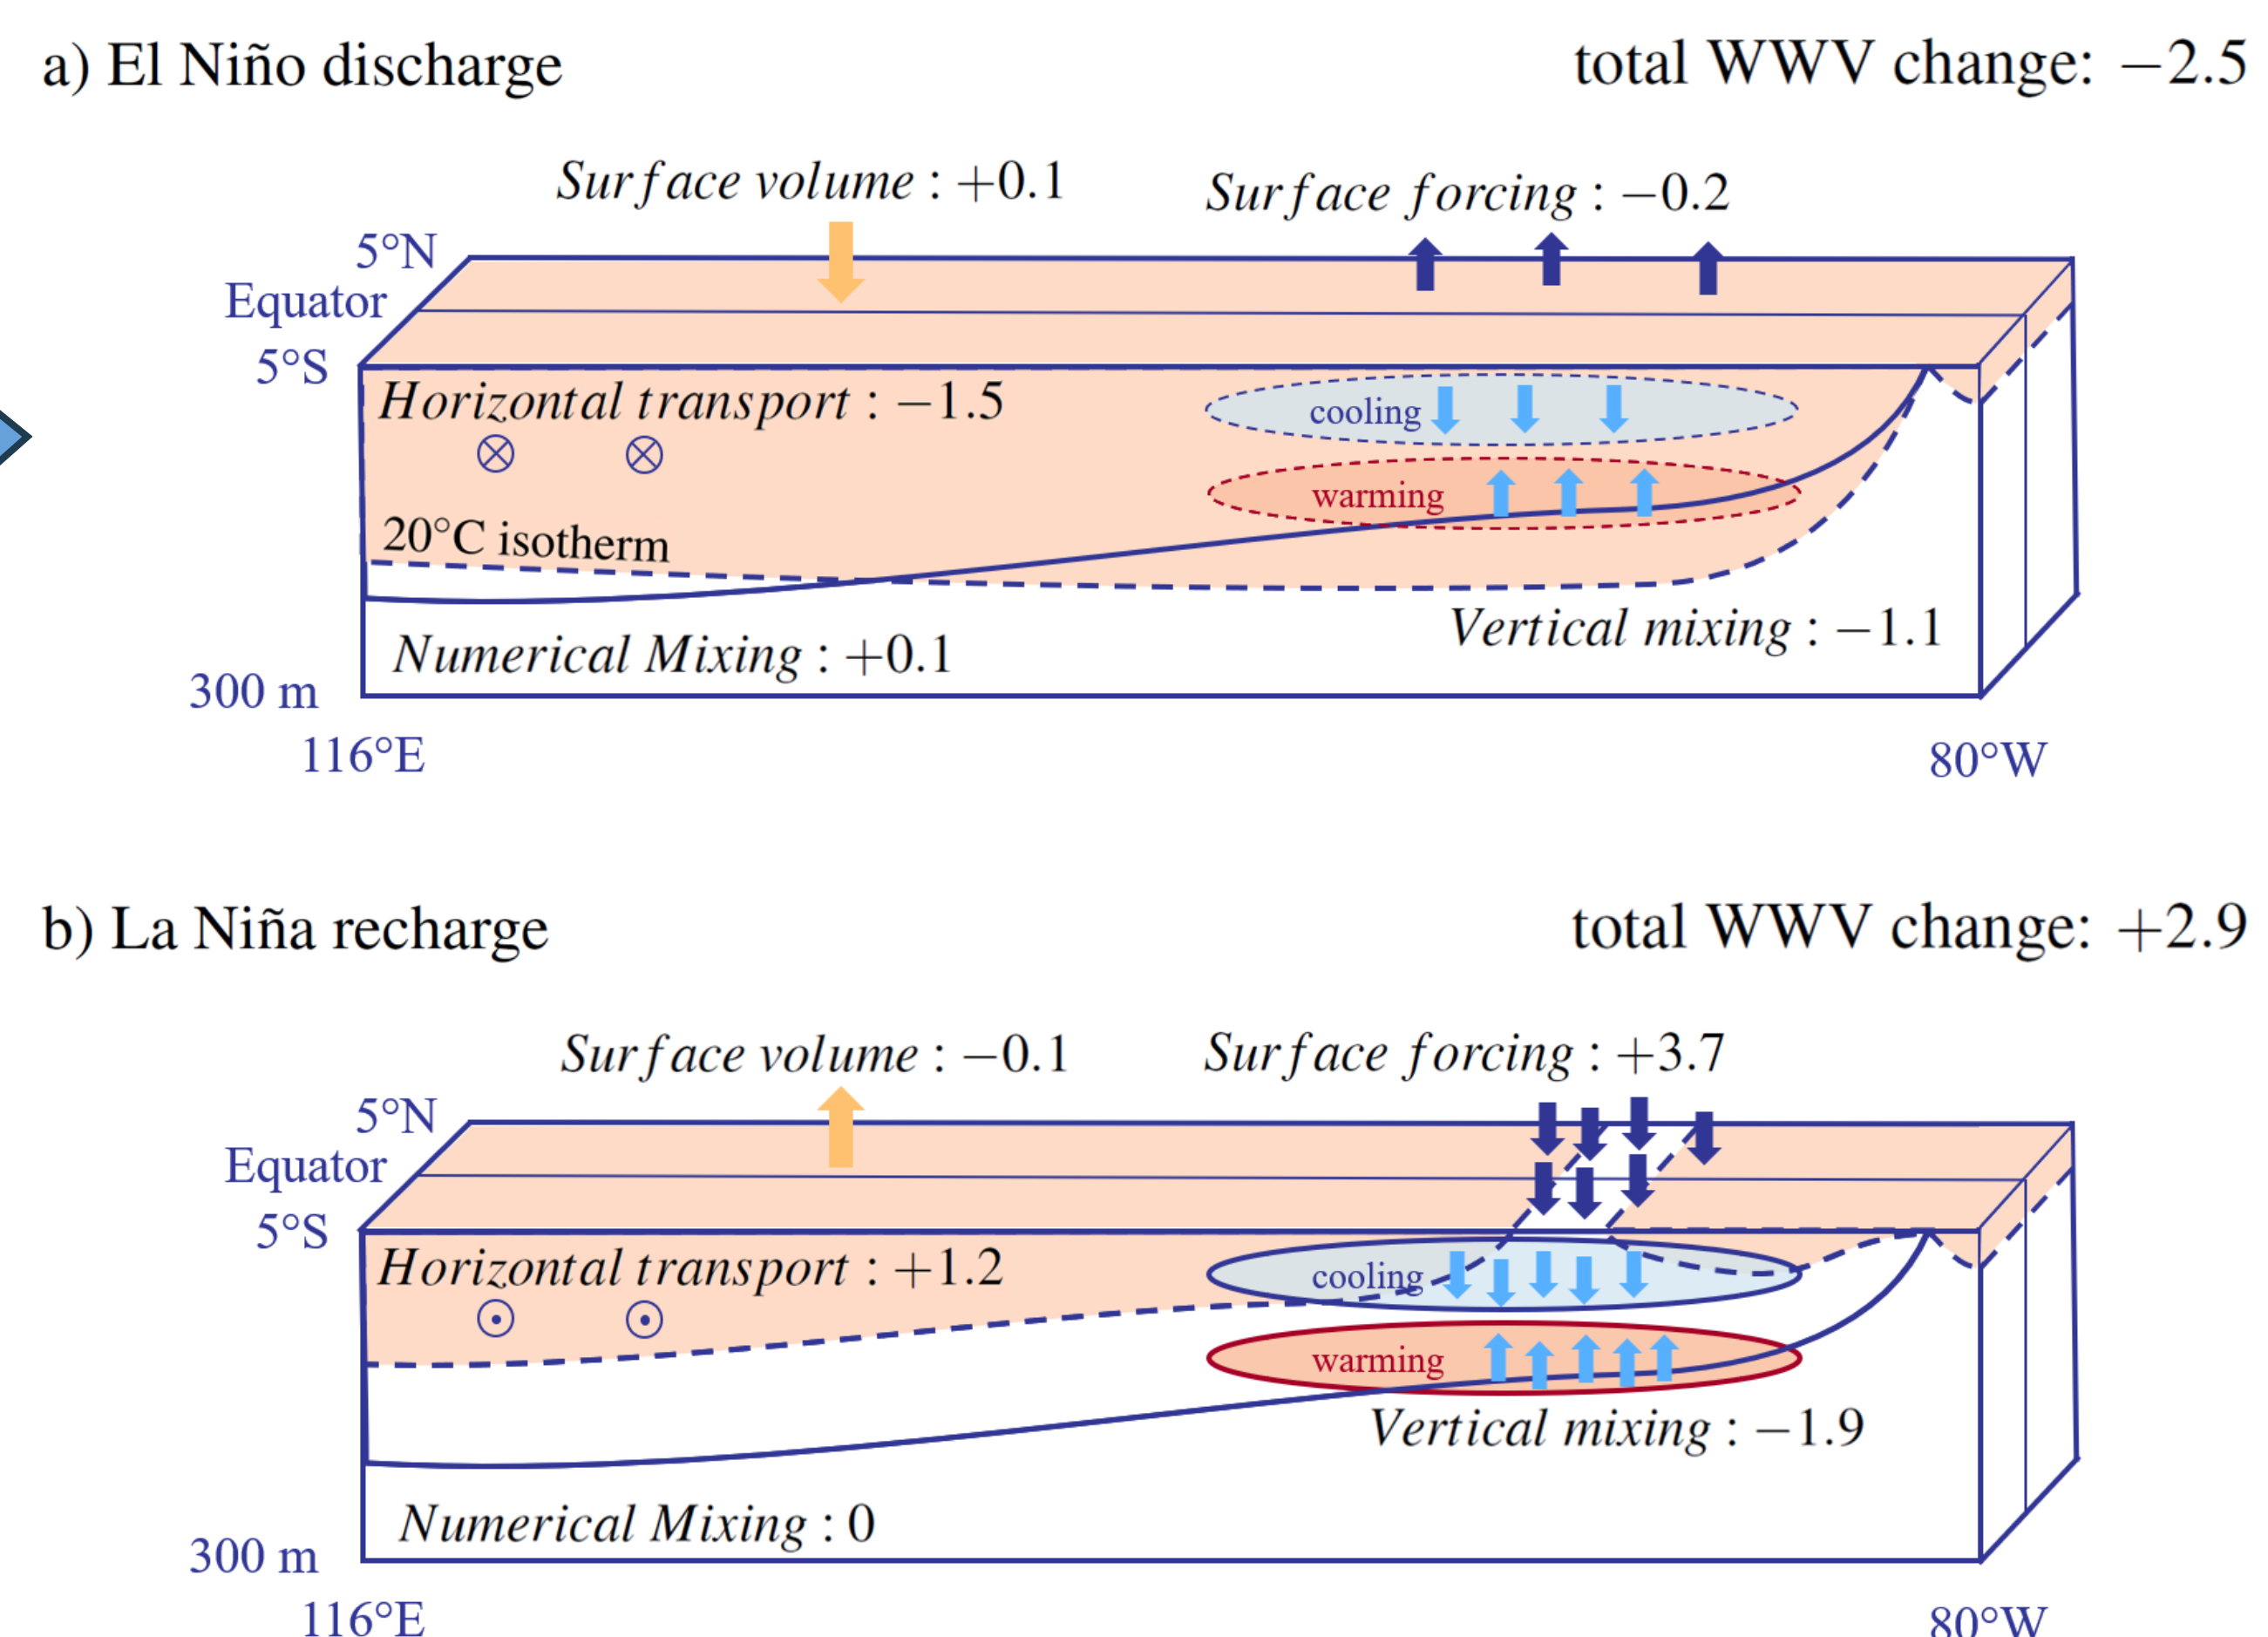 a) El Niño discharge
total WWV change: −2.5
Surface volume : +0.1
Surface forcing : −0.2
5°N
Equator
5°S
Horizontal transport : −1.5
cooling
warming
20°C isotherm
Vertical mixing : −1.1
Numerical Mixing : +0.1
300 m
116°E
80°W
b) La Niña recharge
total WWV change: +2.9
Surface volume : −0.1
Surface forcing : +3.7
5°N
Equator
5°S
Horizontal transport : +1.2
cooling
warming
Vertical mixing : −1.9
Numerical Mixing : 0
300 m
116°E
80°W